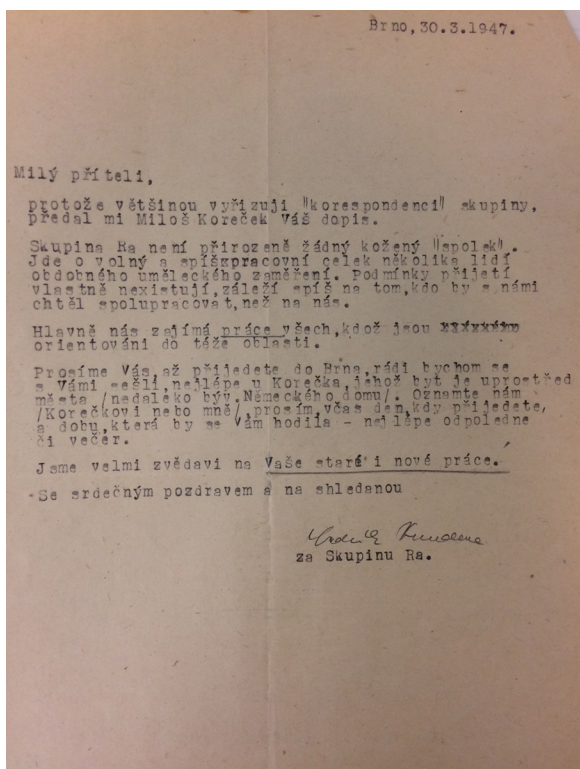 Brno, 30.3.1947.
Milý příteli,
protože většinou vyřizuji "korespondenci" skupiny,
předal mi Miloš Koreček Váš dopis.
Skupina Ra není přirozeně žádný kožený "spolek".
Jde o volný a spíšxpracovní celek několika lidí
obdobného uměleckého zaměření. Podmínky přijetí
vlastně nexistují, záleží spíš na tom, kdo by s námi
chtěl spolupracovat, než na nás.
Hlavně nás zajímá práce všech, kdož jsou
orientováni do téže oblasti.
Prosíme Vás, až přijedete do Brna, rádi bychom se
s Vámi sešli, nejlépe u Korečka, jehož byt je uprostřed
města /nedaleko býv. Německého domu/. Oznamte nám
/Korečkovi nebo mně/, prosím, včas den, kdy přijedete,
a dobu, která by se Vám hodila - nejlépe odpoledne
či večer.
Jsme velmi zvědavi na Vaše staré i nové práce.
Se srdečným pozdravem a na shledanou
za Skupinu Ra.